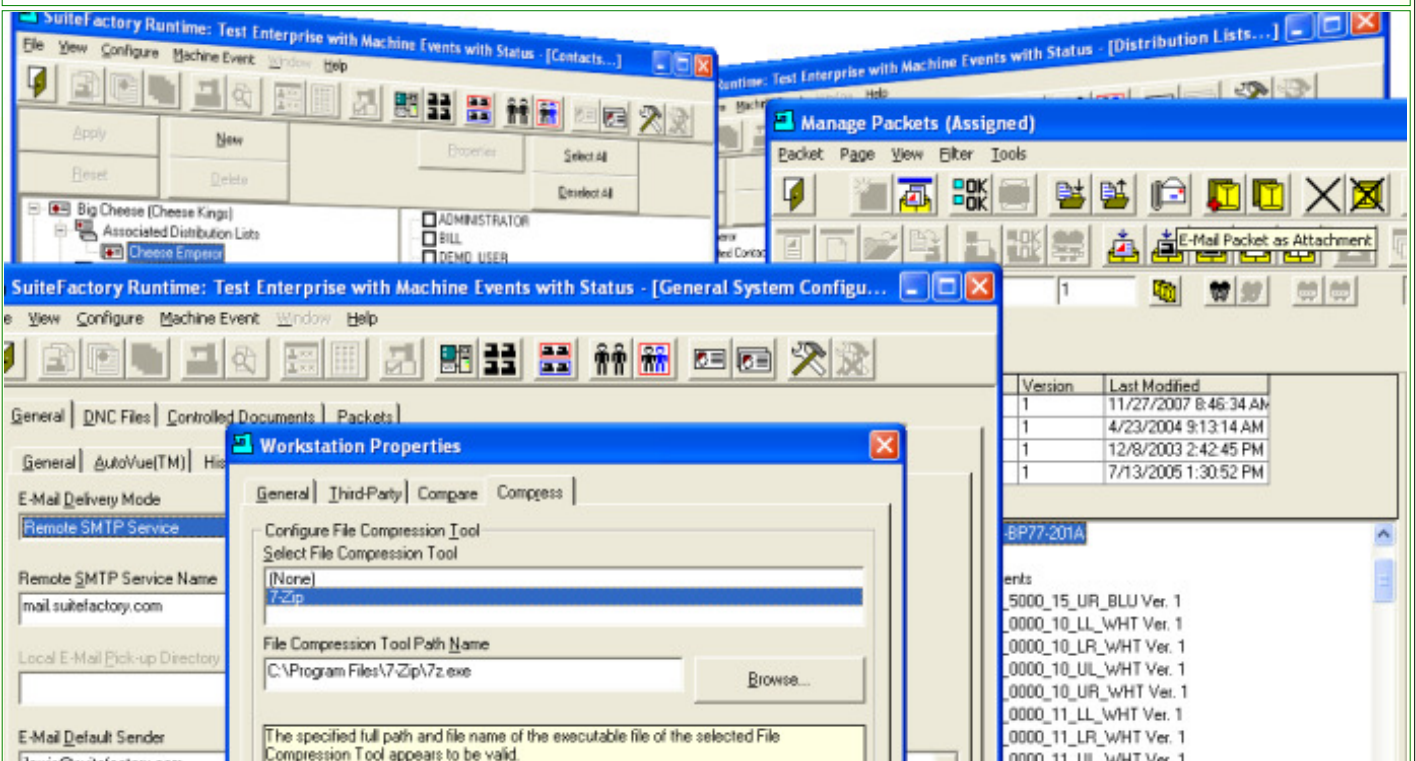 SuiteFactory Runtime: Test Enterprise with Machine Events with Status - [Contacts...]
File View Configure Machine Event Window Help
Apply New Properties Select All
Reset Delete Deselect All
Big Cheese (Cheese Kings)
Associated Distribution Lists
Cheese Emperor
ADMINISTRATOR
BILL
DEMO USER
Runtime: Test Enterprise with Machine Events with Status - [Distribution Lists...]
Help
Manage Packets (Assigned)
Packet Page View Filter Tools
OK
OK
E-Mail Packet as Attachment
1
Version Last Modified
1 11/27/2007 8:46:34 AM
1 4/23/2004 9:13:14 AM
1 12/8/2003 2:42:45 PM
1 7/13/2005 1:30:52 PM
-BP77-201A
ents
_5000_15_UR_BLU Ver. 1
_0000_10_LL_WHT Ver. 1
_0000_10_LR_WHT Ver. 1
_0000_10_UL_WHT Ver. 1
_0000_10_UR_WHT Ver. 1
_0000_11_LL_WHT Ver. 1
_0000_11_LR_WHT Ver. 1
_0000_11_UL_WHT Ver. 1
SuiteFactory Runtime: Test Enterprise with Machine Events with Status - [General System Configu...
e View Configure Machine Event Window Help
General DNC Files Controlled Documents Packets
General AutoVue(TM) His
E-Mail Delivery Mode
Remote SMTP Service
Remote SMTP Service Name
mail.suitefactory.com
Local E-Mail Pick-up Directory
E-Mail Default Sender
Workstation Properties
General Third-Party Compare Compress
Configure File Compression Tool
Select File Compression Tool
(None)
7-Zip
File Compression Tool Path Name
C:\Program Files\7-Zip\7z.exe
Browse...
The specified full path and file name of the executable file of the selected File
Compression Tool appears to be valid.